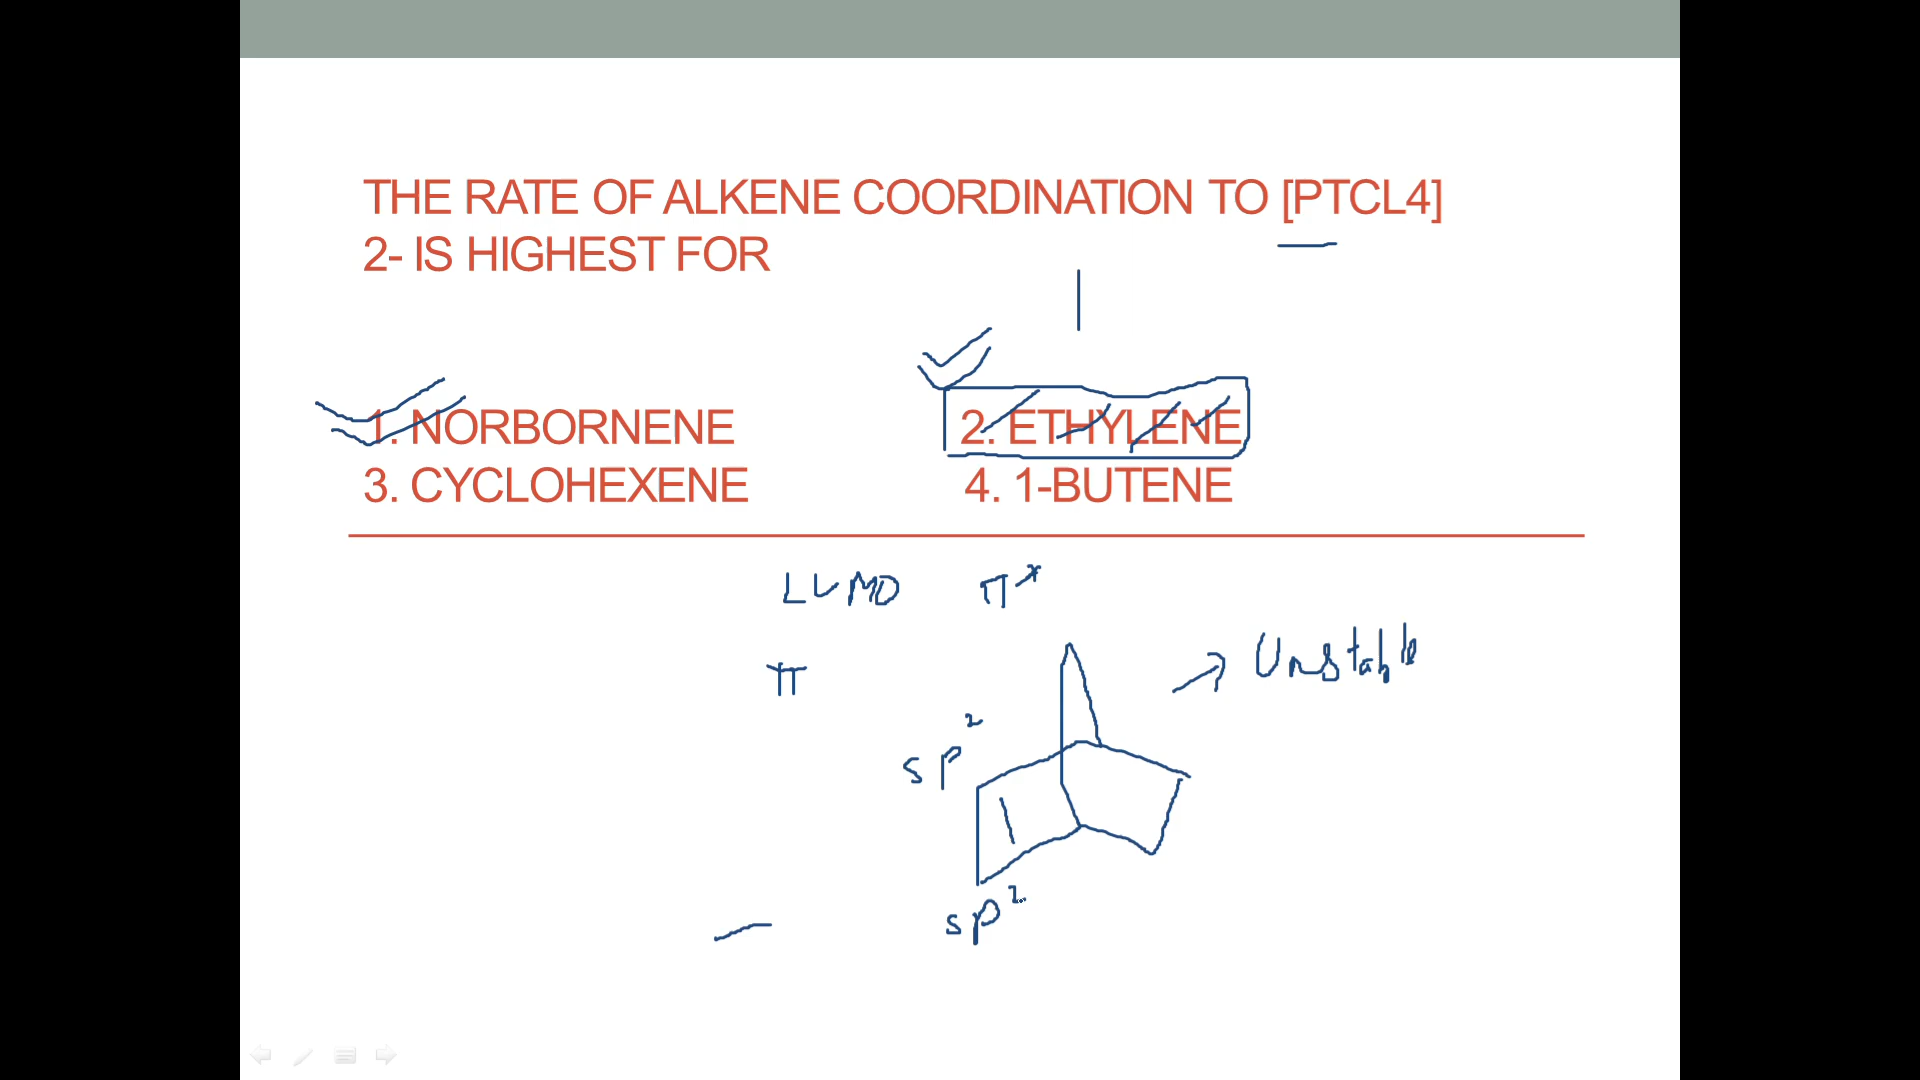 THE RATE OF ALKENE COORDINATION TO [PTCL4]
2- IS HIGHEST FOR
1. NORBORNENE 2. ETHYLENE
3. CYCLOHEXENE 4. 1-BUTENE
LUMO π*
π
Unstable
sp²
sp²